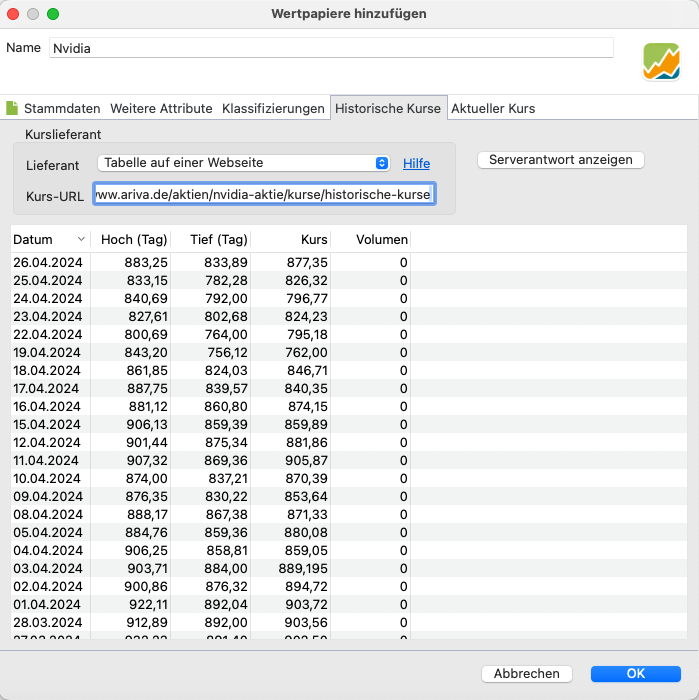 Wertpapiere hinzufügen
Name Nvidia
Stammdaten Weitere Attribute Klassifizierungen Historische Kurse Aktueller Kurs
Kurslieferant
Lieferant Tabelle auf einer Webseite Hilfe Serverantwort anzeigen
Kurs-URL www.ariva.de/aktien/nvidia-aktie/kurse/historische-kurse
Datum Hoch (Tag) Tief (Tag) Kurs Volumen
26.04.2024 883,25 833,89 877,35 0
25.04.2024 833,15 782,28 826,32 0
24.04.2024 840,69 792,00 796,77 0
23.04.2024 827,61 802,68 824,23 0
22.04.2024 800,69 764,00 795,18 0
19.04.2024 843,20 756,12 762,00 0
18.04.2024 861,85 824,03 846,71 0
17.04.2024 887,75 839,57 840,35 0
16.04.2024 881,12 860,80 874,15 0
15.04.2024 906,13 859,39 859,89 0
12.04.2024 901,44 875,34 881,86 0
11.04.2024 907,32 869,36 905,87 0
10.04.2024 874,00 837,21 870,39 0
09.04.2024 876,35 830,22 853,64 0
08.04.2024 888,17 867,38 871,33 0
05.04.2024 884,76 859,36 880,08 0
04.04.2024 906,25 858,81 859,05 0
03.04.2024 903,71 884,00 889,195 0
02.04.2024 900,86 876,32 894,72 0
01.04.2024 922,11 892,04 903,72 0
28.03.2024 912,89 892,00 903,56 0
Abbrechen OK